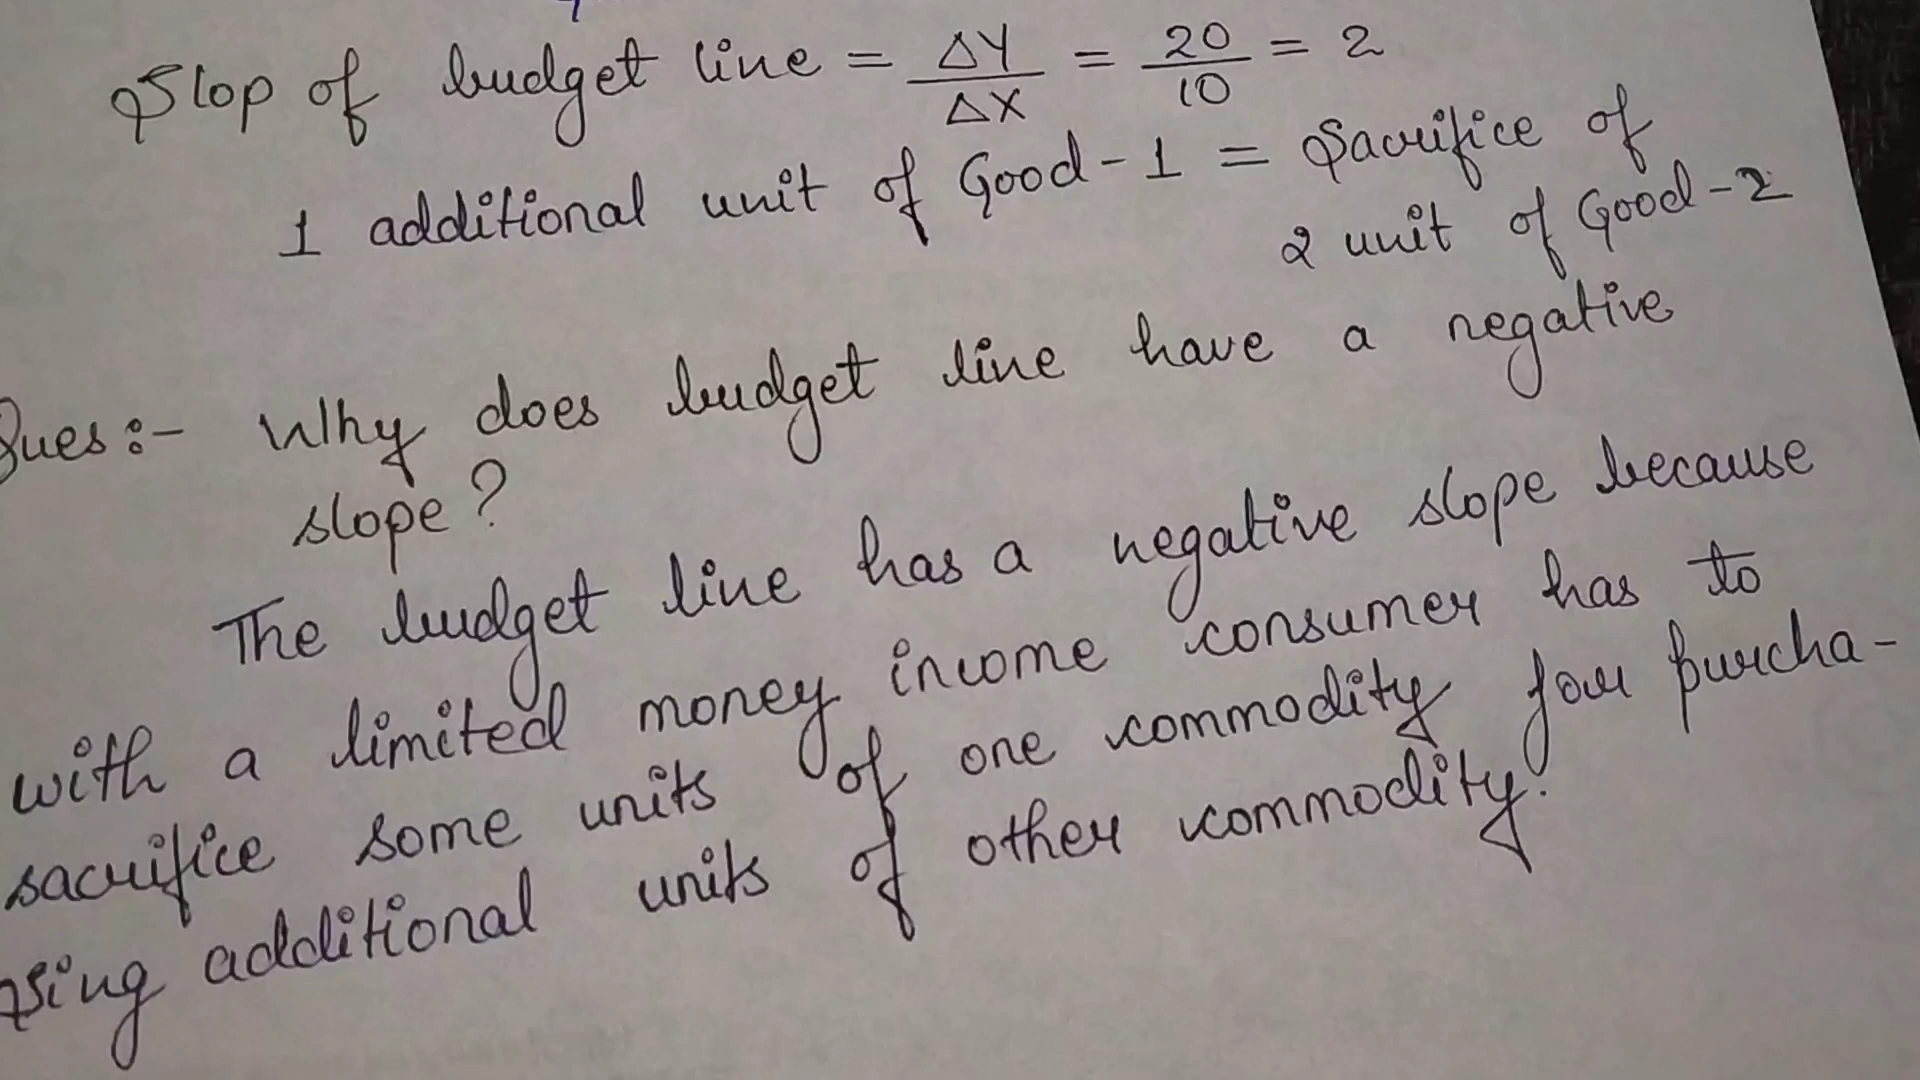 Slop of budget line = ΔY/ΔX = 20/10 = 2
1 additional unit of Good-1 = Sacrifice of
2 unit of Good-2
Ques:- Why does budget line have a negative
slope?
The budget line has a negative slope because
with a limited money income consumer has to
sacrifice some units of one commodity for purcha-
sing additional units of other commodity.